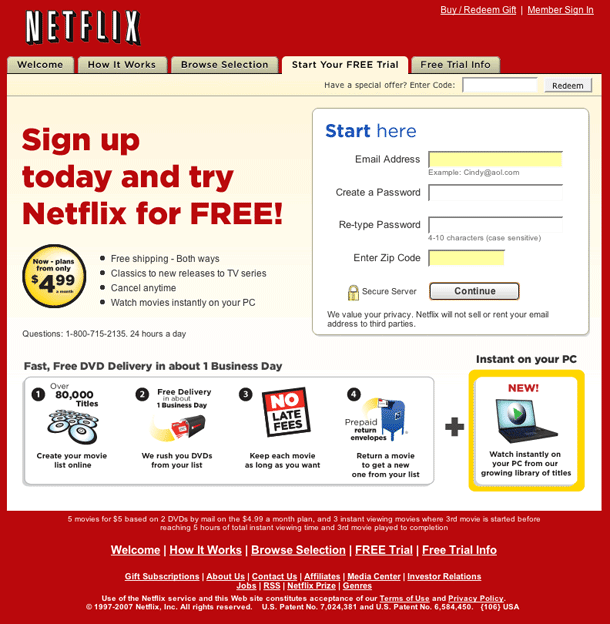 NETFLIX
Buy / Redeem Gift | Member Sign In
Welcome
How It Works
Browse Selection
Start Your FREE Trial
Free Trial Info
Have a special offer? Enter Code:
Redeem
Sign up
today and try
Netflix for FREE!
Now - plans
from only
$4.99
a month
Free shipping - Both ways
Classics to new releases to TV series
Cancel anytime
Watch movies instantly on your PC
Questions: 1-800-715-2135. 24 hours a day
Start here
Email Address
Example: Cindy@aol.com
Create a Password
Re-type Password
4-10 characters (case sensitive)
Enter Zip Code
Secure Server
Continue
We value your privacy. Netflix will not sell or rent your email
address to third parties.
Fast, Free DVD Delivery in about 1 Business Day
1
Over
80,000
Titles
Create your movie
list online
2
Free Delivery
in about
1 Business Day
We rush you DVDs
from your list
3
NO
LATE
FEES
Keep each movie
as long as you want
4
Prepaid
return
envelopes
Return a movie
to get a new
one from your list
+
Instant on your PC
NEW!
Watch instantly on
your PC from our
growing library of titles
5 movies for $5 based on 2 DVDs by mail on the $4.99 a month plan, and 3 instant viewing movies where 3rd movie is started before
reaching 5 hours of total instant viewing time and 3rd movie played to completion
Welcome | How It Works | Browse Selection | FREE Trial | Free Trial Info
Gift Subscriptions | About Us | Contact Us | Affiliates | Media Center | Investor Relations
Jobs | RSS | Netflix Prize | Genres
Use of the Netflix service and this Web site constitutes acceptance of our Terms of Use and Privacy Policy.
© 1997-2007 Netflix, Inc. All rights reserved. U.S. Patent No. 7,024,381 and U.S. Patent No. 6,584,450. {106} USA